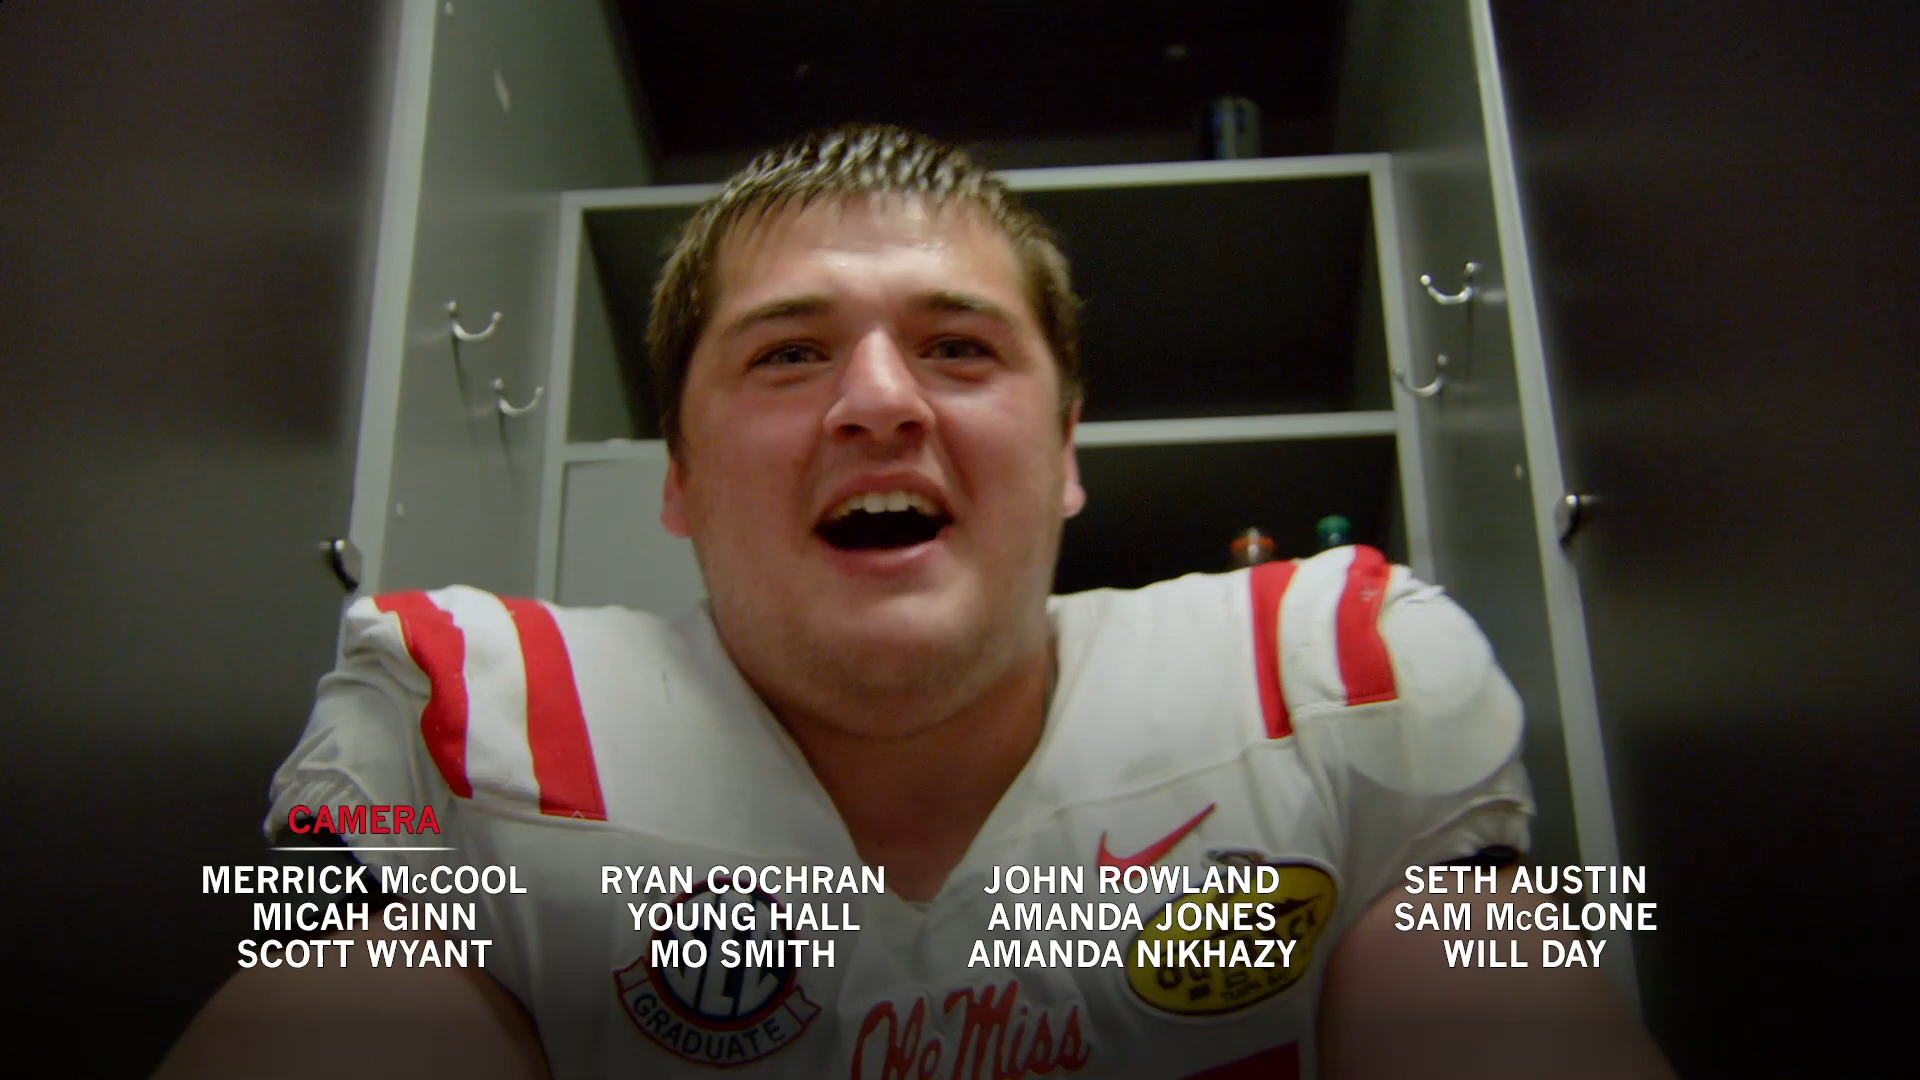 CAMERA
MERRICK McCOOL
MICAH GINN
SCOTT WYANT
RYAN COCHRAN
YOUNG HALL
MO SMITH
JOHN ROWLAND
AMANDA JONES
AMANDA NIKHAZY
SETH AUSTIN
SAM McGLONE
WILL DAY
SEC
GRADUATE
Ole Miss